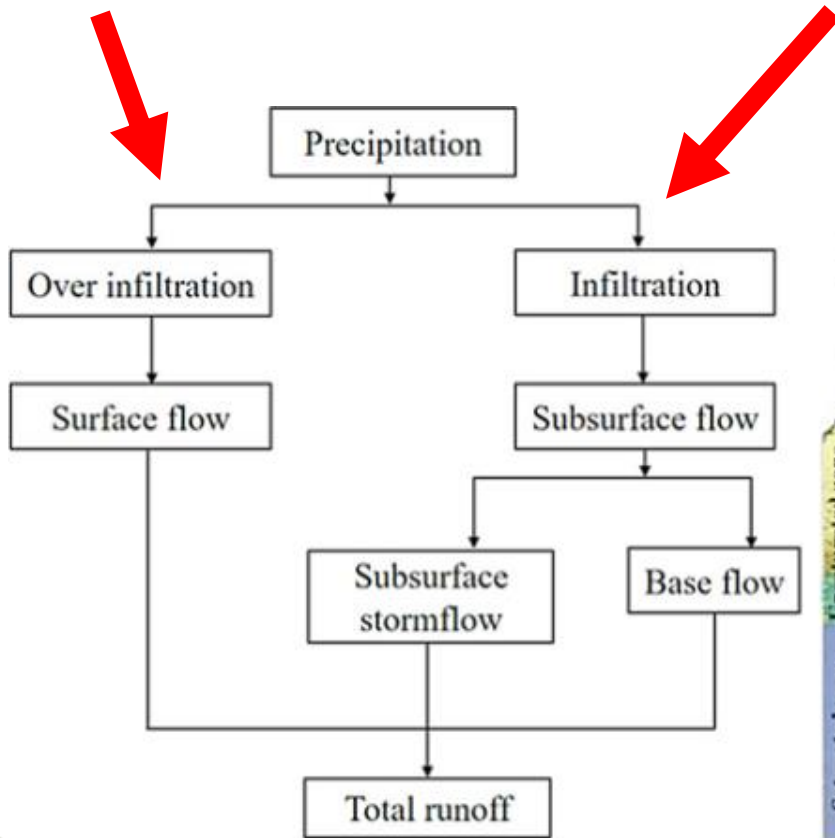 Precipitation
Over infiltration
Infiltration
Surface flow
Subsurface flow
Subsurface
stormflow
Base flow
Total runoff